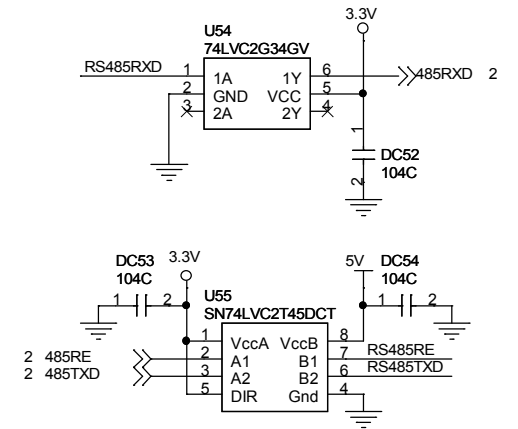 3.3V
U54
74LVC2G34GV
RS485RXD 1 1A 1Y 6 485RXD 2
2 GND VCC 5
3 2A 2Y 4
1
DC52
104C
2
DC53 3.3V 5V DC54
104C 104C
1 2 U55 1 2
SN74LVC2T45DCT
1 VccA VccB 8
2 485RE 2 A1 B1 7 RS485RE
2 485TXD 3 A2 B2 6 RS485TXD
5 DIR Gnd 4